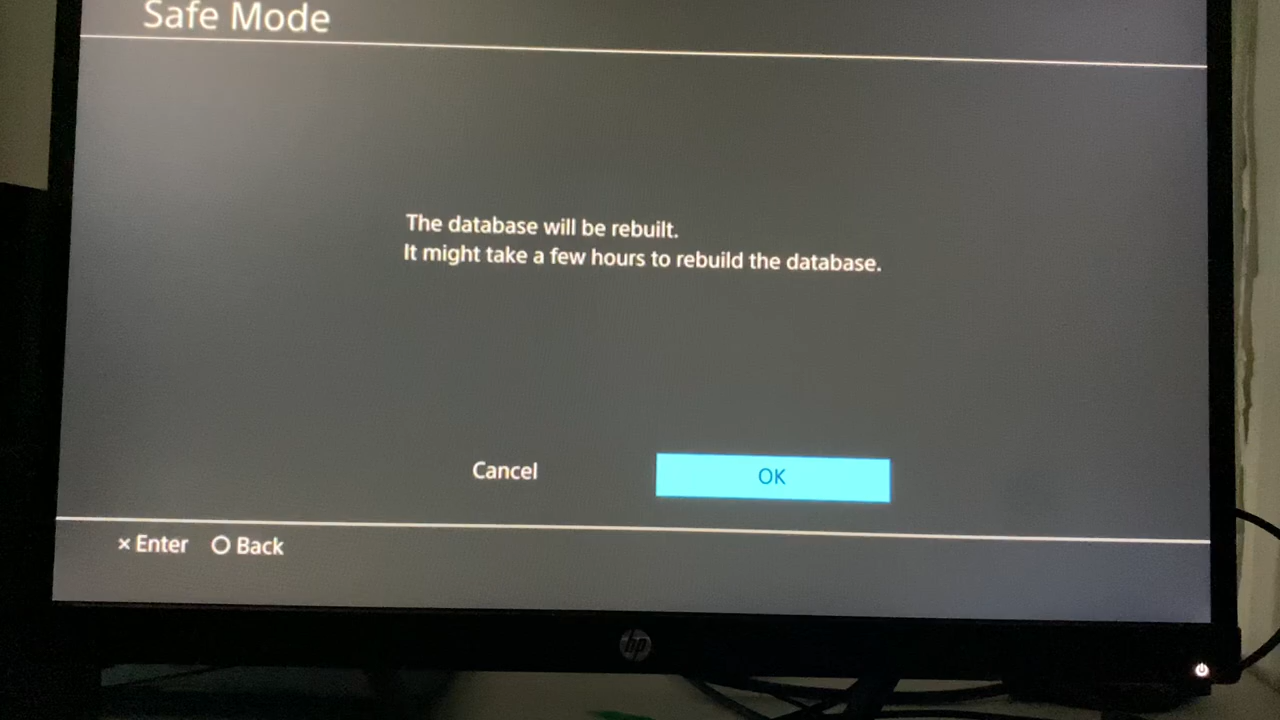 Safe Mode
The database will be rebuilt.
It might take a few hours to rebuild the database.
Cancel
OK
× Enter
O Back
hp